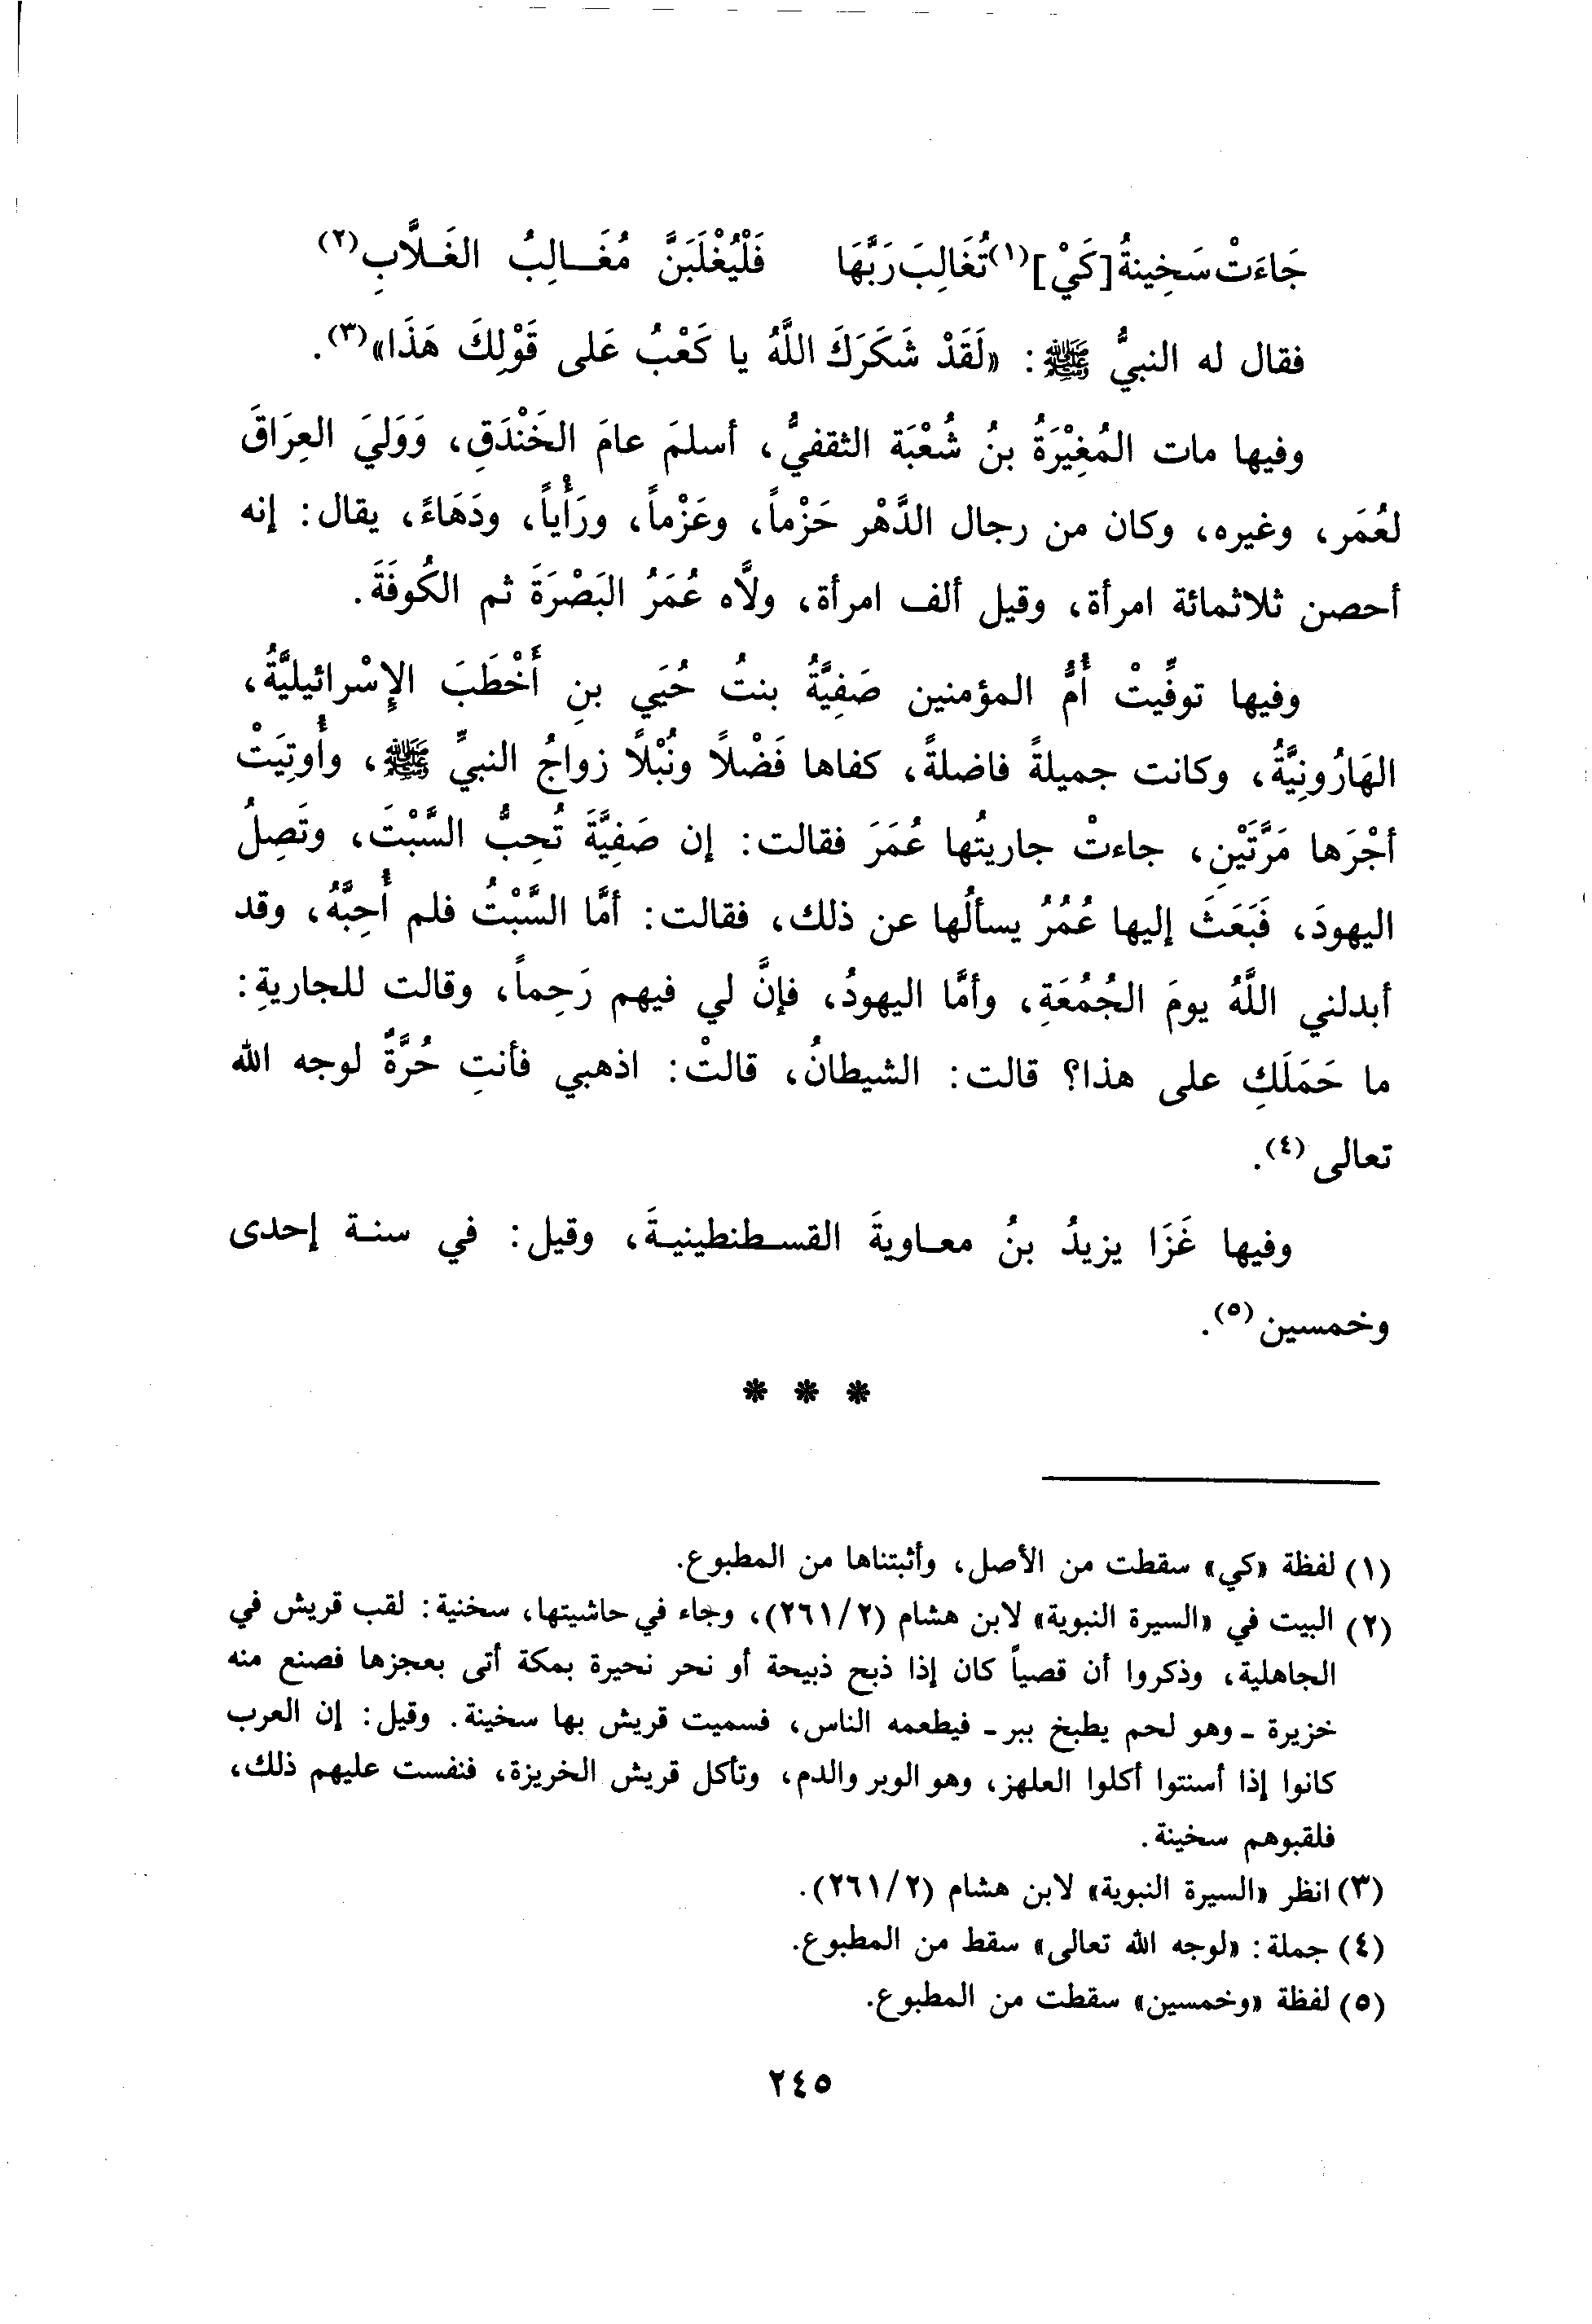 جَاءَتْ سَخِينةُ [كَيْ](١) تُغَالِبَ رَبَّهَا فَلْيُغْلَبَنَّ مُغَـالِبُ الغَـلَّابِ(٢)
فقال له النبيُّ ﷺ: «لَقَدْ شَكَرَكَ اللَّهُ يا كَعْبُ عَلى قَوْلِكَ هَذَا»(٣).
وفيها مات المُغِيْرَةُ بنُ شُعْبَة الثقفيُّ، أسلمَ عامَ الخَنْدَقِ، وَوَليَ العِرَاقَ
لعُمَر، وغيره، وكان من رجال الدَّهْر حَزْماً، وعَزْماً، ورَأْياً، ودَهَاءً، يقال: إنه
أحصن ثلاثمائة امرأة، وقيل ألف امرأة، ولاَّه عُمَرُ البَصْرَةَ ثم الكُوفَةَ.
وفيها توفِّيتْ أُمُّ المؤمنين صَفِيَّةُ بنتُ حُيَي بنِ أَخْطَبَ الإِسْرائيليَّةُ،
الهَارُونِيَّةُ، وكانت جميلةً فاضلةً، كفاها فَضْلاً ونُبْلاً زواجُ النبيِّ ﷺ، وأُوتِيَتْ
أجْرَها مَرَّتَيْنِ، جاءتْ جاريتُها عُمَرَ فقالت: إن صَفِيَّةَ تُحِبُّ السَّبْتَ، وتَصِلُ
اليهودَ، فَبَعَثَ إليها عُمُرُ يسألُها عن ذلك، فقالت: أمَّا السَّبْتُ فلم أُحِبَّهُ، وقد
أبدلني اللَّهُ يومَ الجُمُعَةِ، وأمَّا اليهودُ، فإنَّ لي فيهم رَحِماً، وقالت للجاريةِ:
ما حَمَلَكِ على هذا؟ قالت: الشيطانُ، قالتْ: اذهبي فأنتِ حُرَّةٌ لوجه الله
تعالى(٤).
وفيها غَزَا يزيدُ بنُ معـاويةَ القسـطنطينيـةَ، وقيل: في سنـة إحدى
وخمسين(٥).
* * *
(١) لفظة «كي» سقطت من الأصل، وأثبتناها من المطبوع.
(٢) البيت في «السيرة النبوية» لابن هشام (٢/ ٢٦١)، وجاء في حاشيتها، سخنية: لقب قريش في
الجاهلية، وذكروا أن قصياً كان إذا ذبح ذبيحة أو نحر نحيرة بمكة أتى بعجزها فصنع منه
خزيرة - وهو لحم يطبخ ببر - فيطعمه الناس، فسميت قريش بها سخينة. وقيل: إن العرب
كانوا إذا أسنتوا أكلوا العلهز، وهو الوبر والدم، وتأكل قريش الخريزة، فنفست عليهم ذلك،
فلقبوهم سخينة.
(٣) انظر «السيرة النبوية» لابن هشام (٢/ ٢٦١).
(٤) جملة: «لوجه الله تعالى» سقط من المطبوع.
(٥) لفظة «وخمسين» سقطت من المطبوع.
٢٤٥